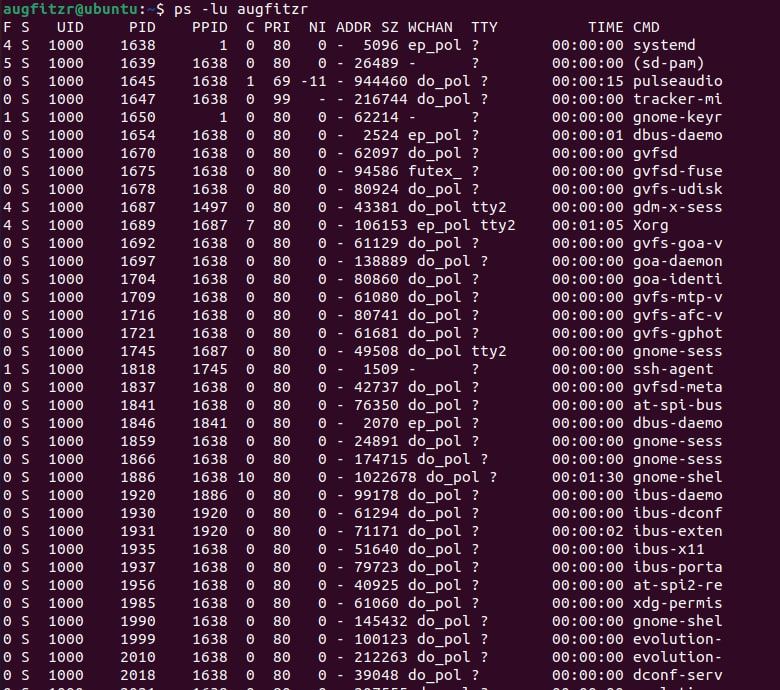 augfitzr@ubuntu:~$ ps -lu augfitzr
F S   UID     PID    PPID  C PRI  NI ADDR SZ WCHAN  TTY          TIME CMD
4 S  1000    1638       1  0  80   0 -  5096 ep_pol ?        00:00:00 systemd
5 S  1000    1639    1638  0  80   0 - 26489 -      ?        00:00:00 (sd-pam)
0 S  1000    1645    1638  1  69 -11 - 944460 do_pol ?       00:00:15 pulseaudio
0 S  1000    1647    1638  0  99   - - 216744 do_pol ?       00:00:00 tracker-mi
1 S  1000    1650       1  0  80   0 - 62214 -      ?        00:00:00 gnome-keyr
0 S  1000    1654    1638  0  80   0 -  2524 ep_pol ?        00:00:01 dbus-daemo
0 S  1000    1670    1638  0  80   0 - 62097 do_pol ?        00:00:00 gvfsd
0 S  1000    1675    1638  0  80   0 - 94586 futex_ ?        00:00:00 gvfsd-fuse
0 S  1000    1678    1638  0  80   0 - 80924 do_pol ?        00:00:00 gvfs-udisk
4 S  1000    1687    1497  0  80   0 - 43381 do_pol tty2     00:00:00 gdm-x-sess
4 S  1000    1689    1687  7  80   0 - 106153 ep_pol tty2    00:01:05 Xorg
0 S  1000    1692    1638  0  80   0 - 61129 do_pol ?        00:00:00 gvfs-goa-v
0 S  1000    1697    1638  0  80   0 - 138889 do_pol ?       00:00:00 goa-daemon
0 S  1000    1704    1638  0  80   0 - 80860 do_pol ?        00:00:00 goa-identi
0 S  1000    1709    1638  0  80   0 - 61080 do_pol ?        00:00:00 gvfs-mtp-v
0 S  1000    1716    1638  0  80   0 - 80741 do_pol ?        00:00:00 gvfs-afc-v
0 S  1000    1721    1638  0  80   0 - 61681 do_pol ?        00:00:00 gvfs-gphot
0 S  1000    1745    1687  0  80   0 - 49508 do_pol tty2     00:00:00 gnome-sess
1 S  1000    1818    1745  0  80   0 -  1509 -      ?        00:00:00 ssh-agent
0 S  1000    1837    1638  0  80   0 - 42737 do_pol ?        00:00:00 gvfsd-meta
0 S  1000    1841    1638  0  80   0 - 76350 do_pol ?        00:00:00 at-spi-bus
0 S  1000    1846    1841  0  80   0 -  2070 ep_pol ?        00:00:00 dbus-daemo
0 S  1000    1859    1638  0  80   0 - 24891 do_pol ?        00:00:00 gnome-sess
0 S  1000    1866    1638  0  80   0 - 174715 do_pol ?       00:00:00 gnome-sess
0 S  1000    1886    1638 10  80   0 - 1022678 do_pol ?      00:01:30 gnome-shel
0 S  1000    1920    1886  0  80   0 - 99178 do_pol ?        00:00:00 ibus-daemo
0 S  1000    1930    1920  0  80   0 - 61294 do_pol ?        00:00:00 ibus-dconf
0 S  1000    1931    1920  0  80   0 - 71171 do_pol ?        00:00:02 ibus-exten
0 S  1000    1935    1638  0  80   0 - 51640 do_pol ?        00:00:00 ibus-x11
0 S  1000    1937    1638  0  80   0 - 79723 do_pol ?        00:00:00 ibus-porta
0 S  1000    1956    1638  0  80   0 - 40925 do_pol ?        00:00:00 at-spi2-re
0 S  1000    1985    1638  0  80   0 - 61060 do_pol ?        00:00:00 xdg-permis
0 S  1000    1990    1638  0  80   0 - 145432 do_pol ?       00:00:00 gnome-shel
0 S  1000    1999    1638  0  80   0 - 100123 do_pol ?       00:00:00 evolution-
0 S  1000    2010    1638  0  80   0 - 212263 do_pol ?       00:00:00 evolution-
0 S  1000    2018    1638  0  80   0 - 39048 do_pol ?        00:00:00 dconf-serv